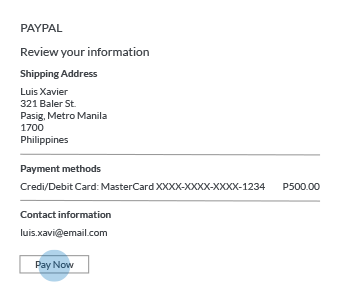 PAYPAL
Review your information
Shipping Address
Luis Xavier
321 Baler St.
Pasig, Metro Manila
1700
Philippines
Payment methods
Credi/Debit Card: MasterCard XXXX-XXXX-XXXX-1234 P500.00
Contact information
luis.xavi@email.com
Pay Now